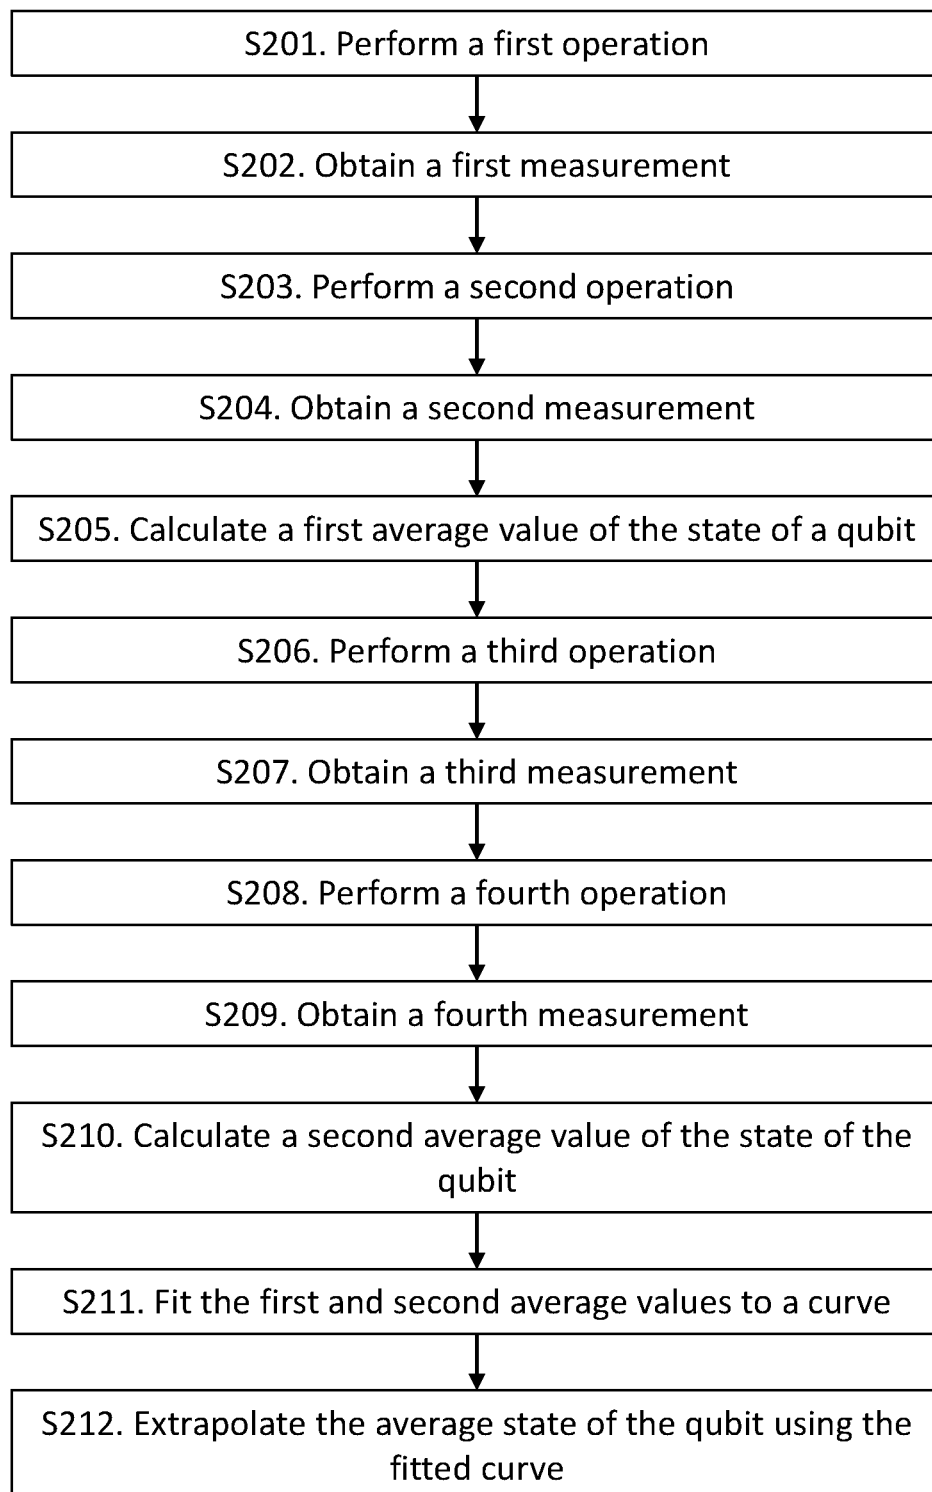 S201. Perform a first operation
S202. Obtain a first measurement
S203. Perform a second operation
S204. Obtain a second measurement
S205. Calculate a first average value of the state of a qubit
S206. Perform a third operation
S207. Obtain a third measurement
S208. Perform a fourth operation
S209. Obtain a fourth measurement
S210. Calculate a second average value of the state of the
qubit
S211. Fit the first and second average values to a curve
S212. Extrapolate the average state of the qubit using the
fitted curve